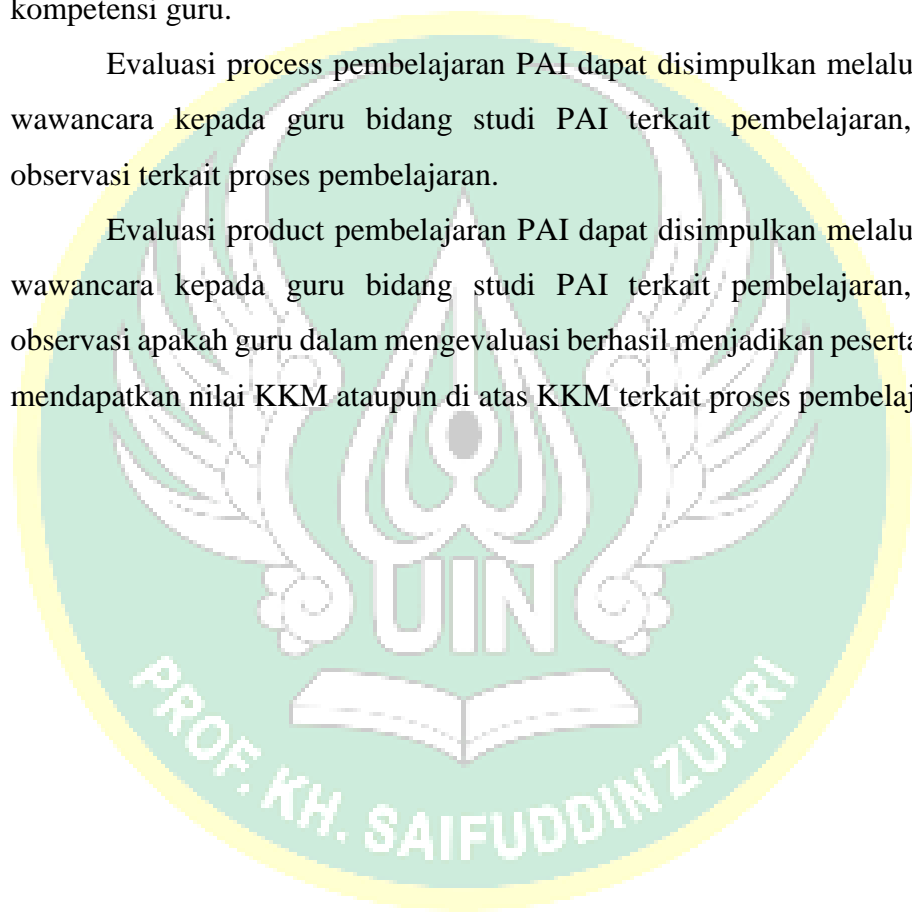 kompetensi guru.
Evaluasi process pembelajaran PAI dapat disimpulkan melalu
wawancara kepada guru bidang studi PAI terkait pembelajaran,
observasi terkait proses pembelajaran.
Evaluasi product pembelajaran PAI dapat disimpulkan melalu
wawancara kepada guru bidang studi PAI terkait pembelajaran,
observasi apakah guru dalam mengevaluasi berhasil menjadikan peserta
mendapatkan nilai KKM ataupun di atas KKM terkait proses pembelaj
UIN
PROF. KH. SAIFUDDIN ZUHRI